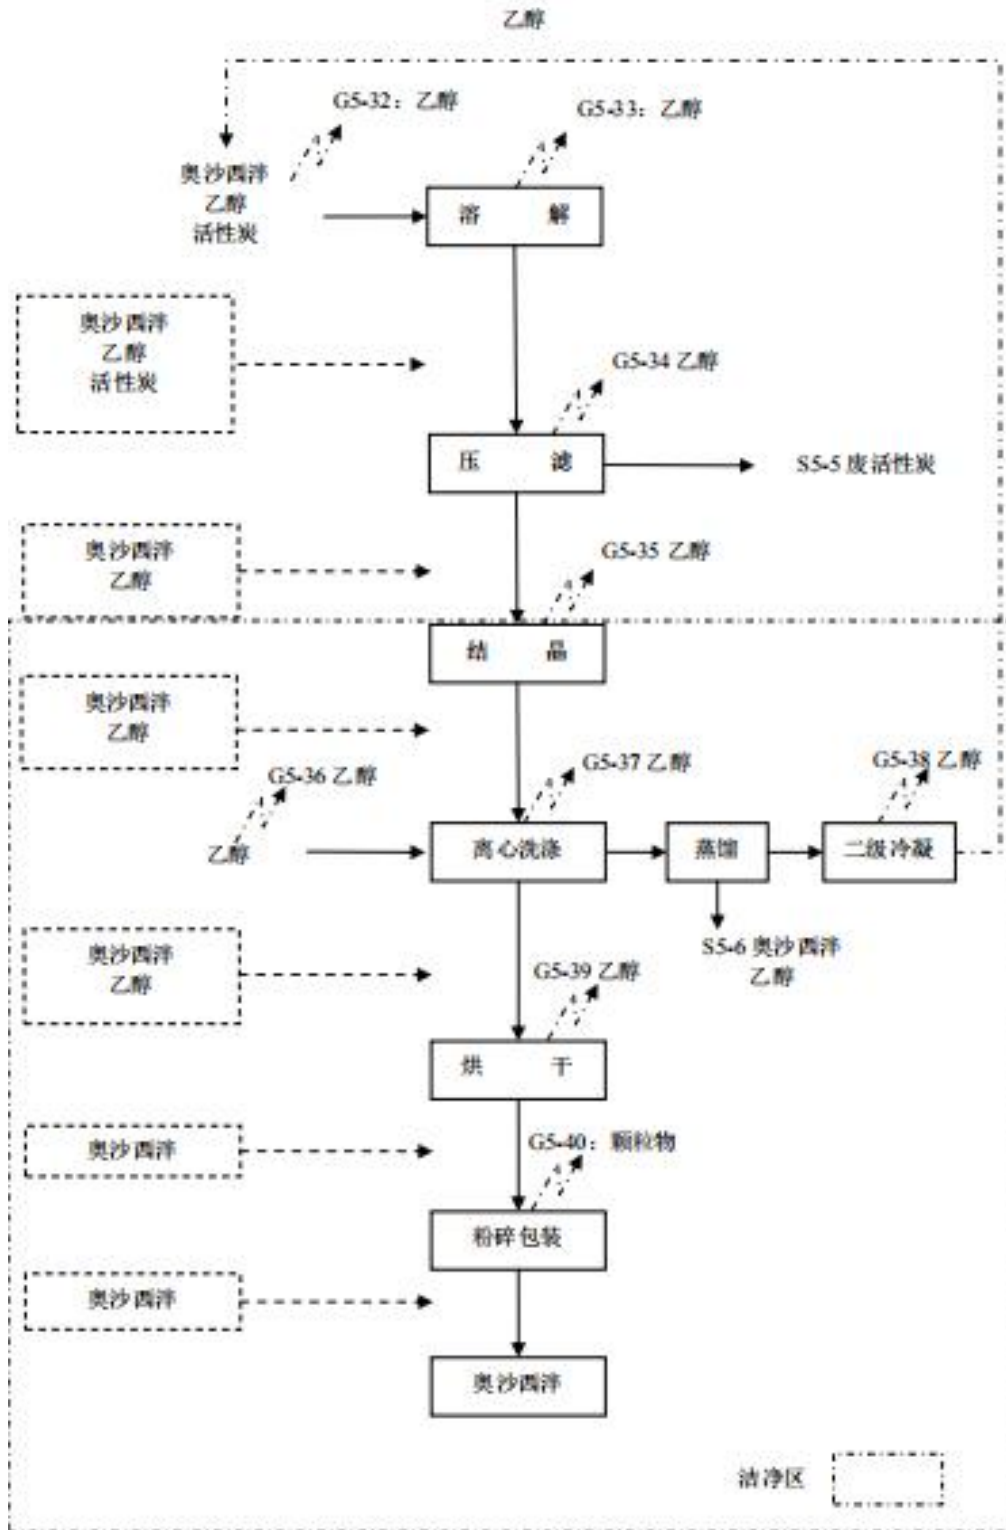 乙醇
G5-32：乙醇
G5-33：乙醇
奥沙西泮
乙醇
活性炭
溶 解
奥沙西泮
乙醇
活性炭
G5-34 乙醇
压 滤
S5-5 废活性炭
奥沙西泮
乙醇
G5-35 乙醇
结 晶
奥沙西泮
乙醇
G5-36 乙醇
G5-37 乙醇
G5-38 乙醇
乙醇
离心洗涤
蒸馏
二级冷凝
S5-6 奥沙西泮
乙醇
奥沙西泮
乙醇
G5-39 乙醇
烘 干
奥沙西泮
G5-40：颗粒物
粉碎包装
奥沙西泮
奥沙西泮
洁净区